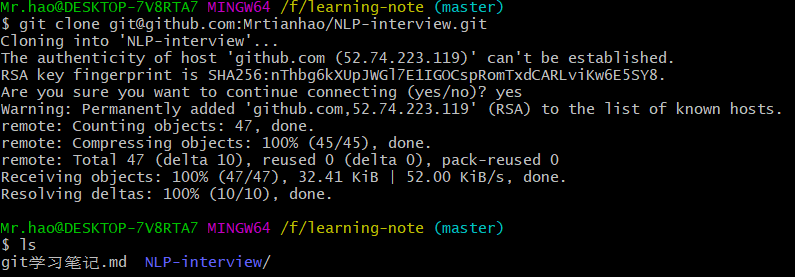 Mr.hao@DESKTOP-7V8RTA7 MINGW64 /f/learning-note (master)
$ git clone git@github.com:Mrtianhao/NLP-interview.git
Cloning into 'NLP-interview'...
The authenticity of host 'github.com (52.74.223.119)' can't be established.
RSA key fingerprint is SHA256:nThbg6kXUpJWGl7E1IGOCspRomTxdCARLviKw6E5SY8.
Are you sure you want to continue connecting (yes/no)? yes
Warning: Permanently added 'github.com,52.74.223.119' (RSA) to the list of known hosts.
remote: Counting objects: 47, done.
remote: Compressing objects: 100% (45/45), done.
remote: Total 47 (delta 10), reused 0 (delta 0), pack-reused 0
Receiving objects: 100% (47/47), 32.41 KiB | 52.00 KiB/s, done.
Resolving deltas: 100% (10/10), done.
Mr.hao@DESKTOP-7V8RTA7 MINGW64 /f/learning-note (master)
$ ls
git学习笔记.md  NLP-interview/